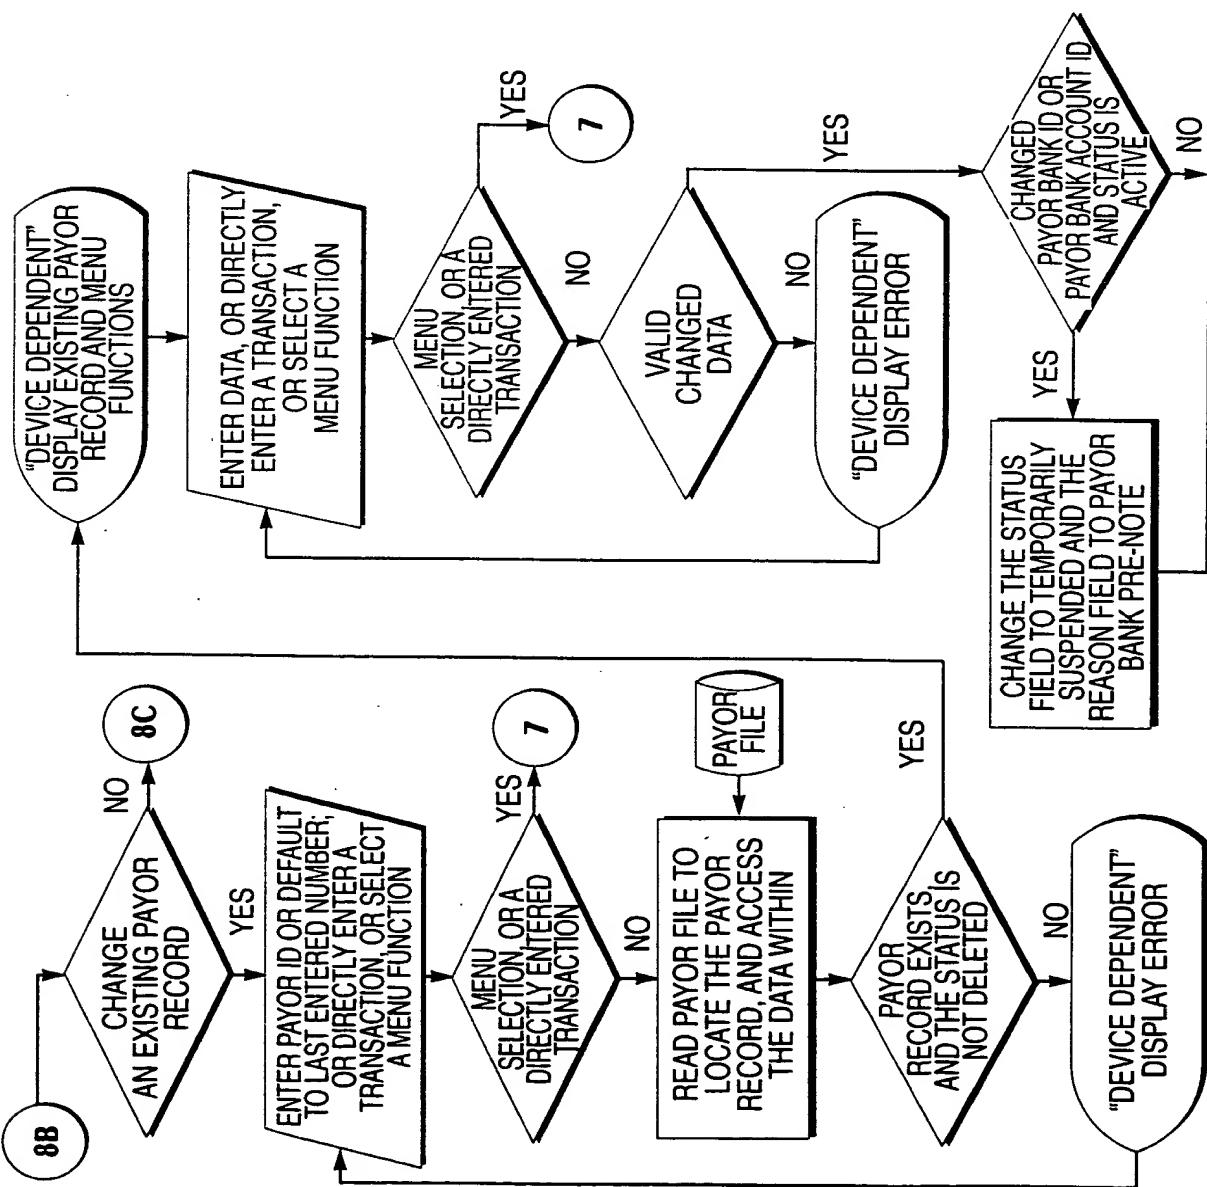 8B
CHANGE
AN EXISTING PAYOR
RECORD
NO
8C
YES
ENTER PAYOR ID OR DEFAULT
TO LAST ENTERED NUMBER;
OR DIRECTLY ENTER A
TRANSACTION, OR SELECT
A MENU FUNCTION
MENU
SELECTION, OR A
DIRECTLY ENTERED
TRANSACTION
YES
7
NO
READ PAYOR FILE TO
LOCATE THE PAYOR
RECORD, AND ACCESS
THE DATA WITHIN
PAYOR
FILE
PAYOR
RECORD EXISTS,
AND THE STATUS IS
NOT DELETED
YES
NO
"DEVICE DEPENDENT"
DISPLAY ERROR
"DEVICE DEPENDENT"
DISPLAY EXISTING PAYOR
RECORD AND MENU
FUNCTIONS
ENTER DATA, OR DIRECTLY
ENTER A TRANSACTION,
OR SELECT A
MENU FUNCTION
MENU
SELECTION, OR A
DIRECTLY ENTERED
TRANSACTION
YES
7
NO
VALID
CHANGED
DATA
YES
NO
"DEVICE DEPENDENT"
DISPLAY ERROR
CHANGED
PAYOR BANK ID OR
PAYOR BANK ACCOUNT ID
AND STATUS IS
ACTIVE
YES
NO
CHANGE THE STATUS
FIELD TO TEMPORARILY
SUSPENDED AND THE
REASON FIELD TO PAYOR
BANK PRE-NOTE